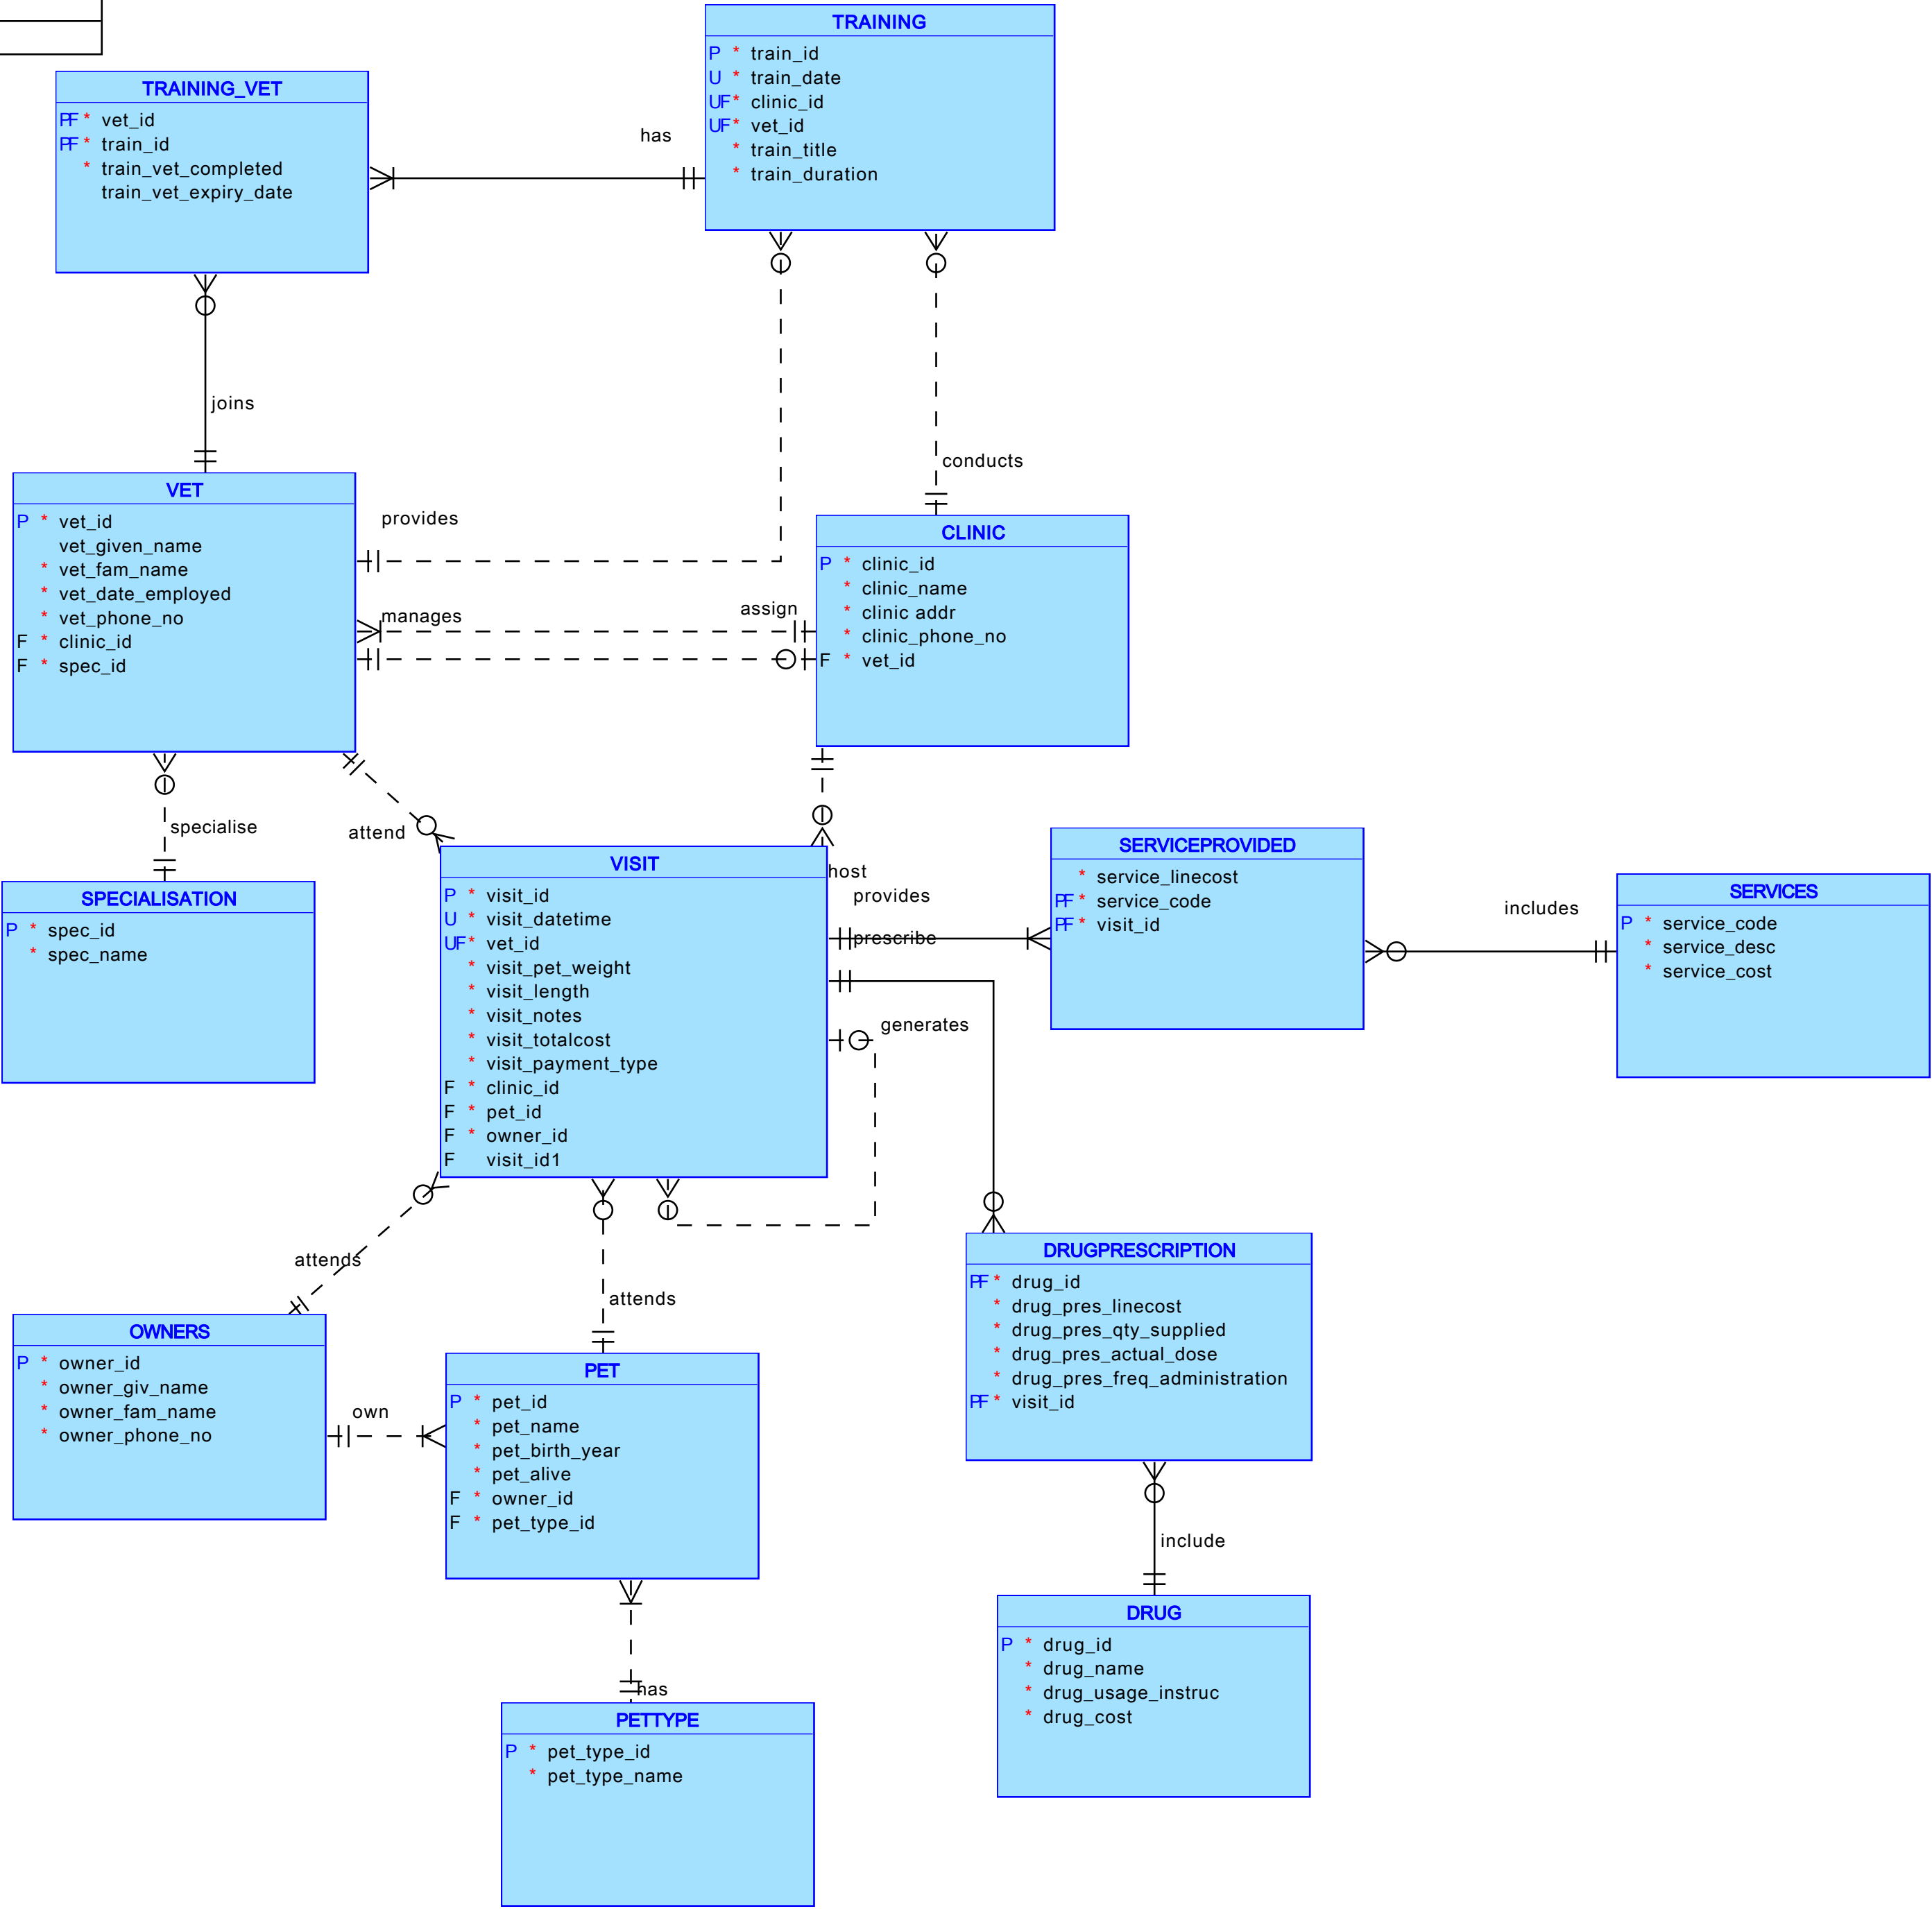 TRAINING
P * train_id
U * train_date
UF* clinic_id
UF* vet_id
* train_title
* train_duration
TRAINING_VET
PF* vet_id
PF* train_id
* train_vet_completed
train_vet_expiry_date
has
joins
conducts
VET
P * vet_id
vet_given_name
* vet_fam_name
* vet_date_employed
* vet_phone_no
F * clinic_id
F * spec_id
provides
manages
assign
CLINIC
P * clinic_id
* clinic_name
* clinic addr
* clinic_phone_no
F * vet_id
specialise
attend
host
SPECIALISATION
P * spec_id
* spec_name
VISIT
P * visit_id
U * visit_datetime
UF* vet_id
* visit_pet_weight
* visit_length
* visit_notes
* visit_totalcost
* visit_payment_type
F * clinic_id
F * pet_id
F * owner_id
F visit_id1
provides
prescribe
generates
SERVICEPROVIDED
* service_linecost
PF* service_code
PF* visit_id
includes
SERVICES
P * service_code
* service_desc
* service_cost
attends
attends
OWNERS
P * owner_id
* owner_giv_name
* owner_fam_name
* owner_phone_no
own
PET
P * pet_id
* pet_name
* pet_birth_year
* pet_alive
F * owner_id
F * pet_type_id
DRUGPRESCRIPTION
PF* drug_id
* drug_pres_linecost
* drug_pres_qty_supplied
* drug_pres_actual_dose
* drug_pres_freq_administration
PF* visit_id
include
has
DRUG
P * drug_id
* drug_name
* drug_usage_instruc
* drug_cost
PETTYPE
P * pet_type_id
* pet_type_name